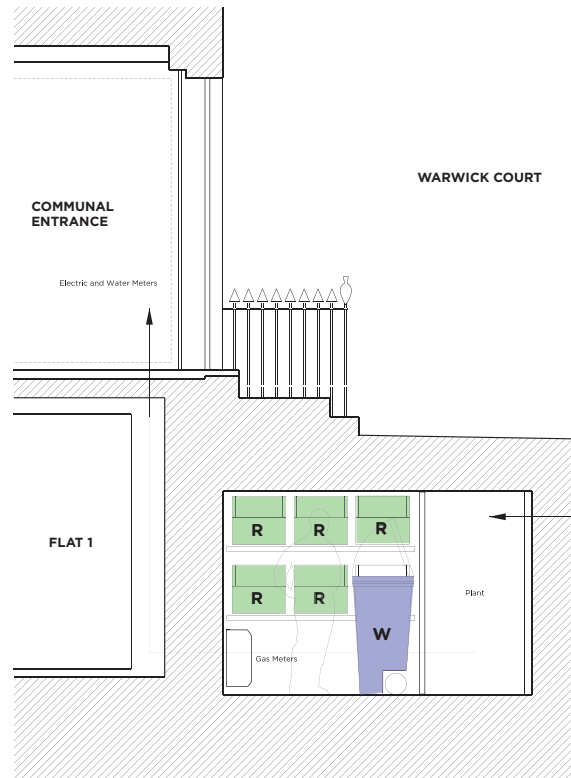 WARWICK COURT
COMMUNAL
ENTRANCE
Electric and Water Meters
R
R
R
FLAT 1
R
R
Plant
W
Gas Meters